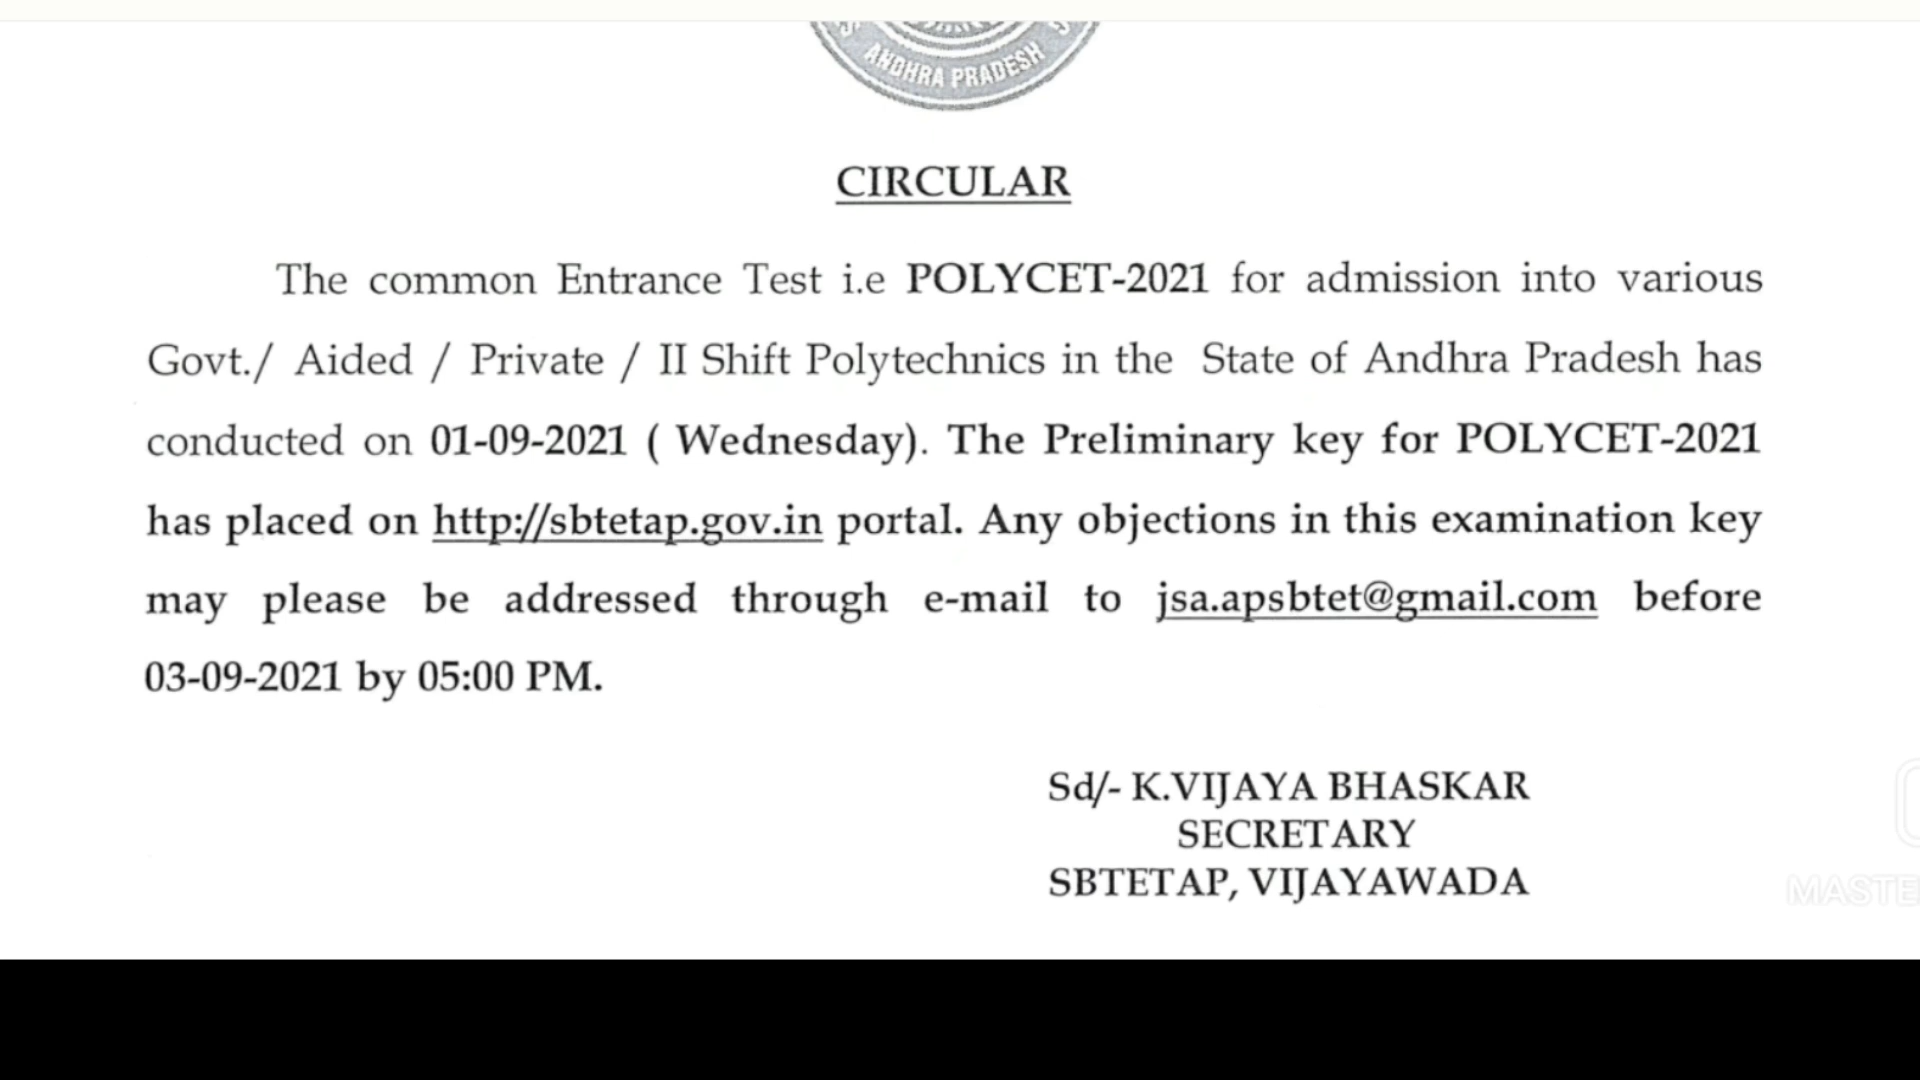 ANDHRA PRADESH
CIRCULAR
The common Entrance Test i.e POLYCET-2021 for admission into various
Govt./ Aided / Private / II Shift Polytechnics in the State of Andhra Pradesh has
conducted on 01-09-2021 ( Wednesday). The Preliminary key for POLYCET-2021
has placed on http://sbtetap.gov.in portal. Any objections in this examination key
may please be addressed through e-mail to jsa.apsbtet@gmail.com before
03-09-2021 by 05:00 PM.
Sd/- K.VIJAYA BHASKAR
SECRETARY
SBTETAP, VIJAYAWADA
MASTE